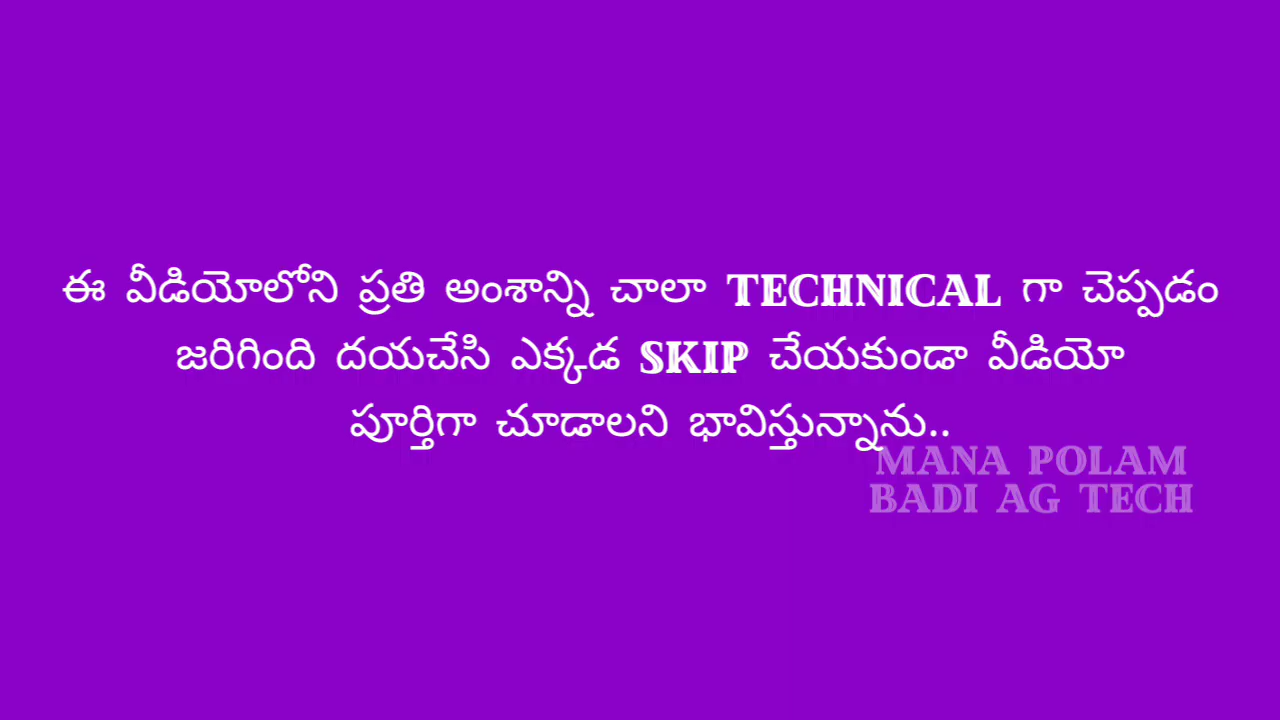 ఈ వీడియోలోని ప్రతి అంశాన్ని చాలా TECHNICAL గా చెప్పడం
జరిగింది దయచేసి ఎక్కడ SKIP చేయకుండా వీడియో
పూర్తిగా చూడాలని భావిస్తున్నాను..
MANA POLAM
BADI AG TECH